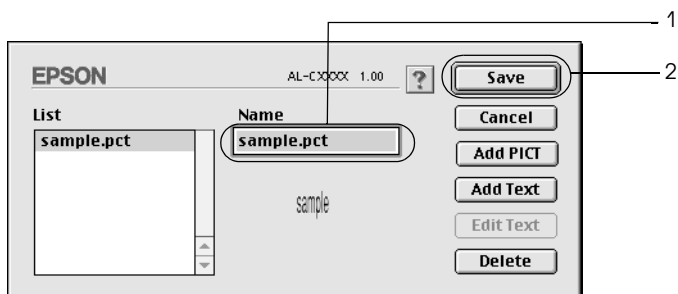 1
EPSON
AL-CXXXX 1.00
?
Save
2
List
Name
Cancel
sample.pct
sample.pct
Add PICT
sample
Add Text
Edit Text
Delete